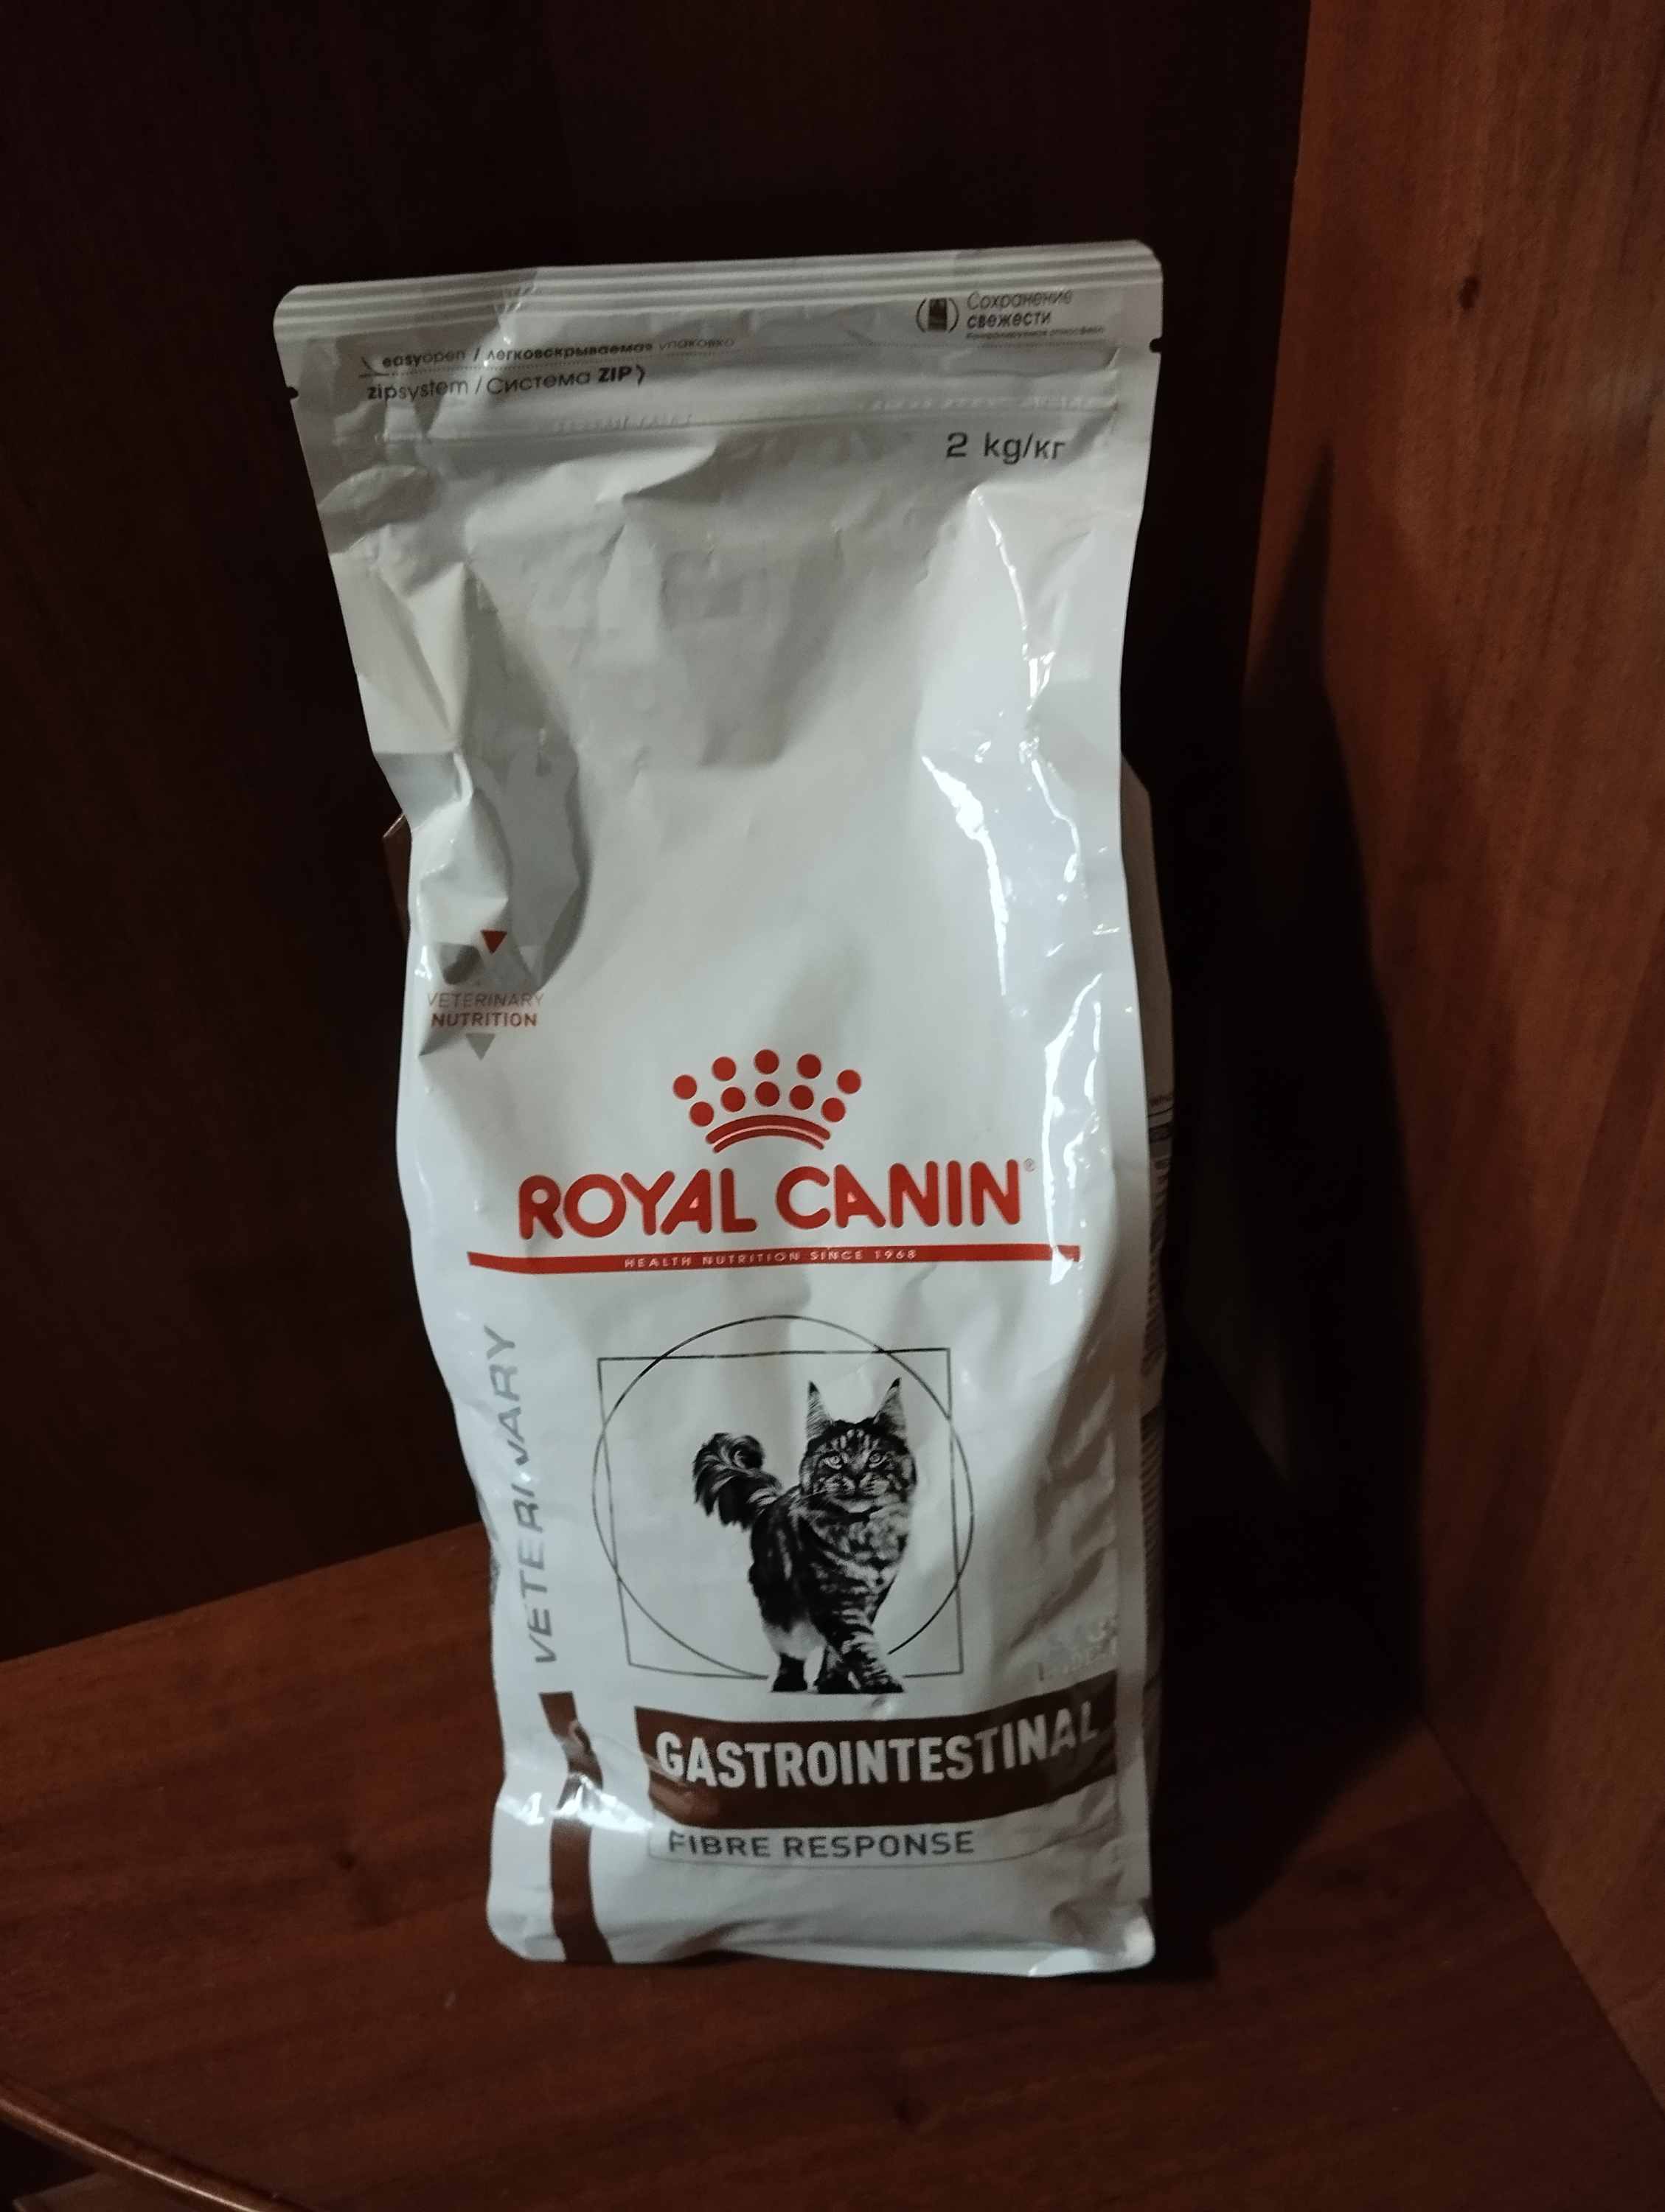 Сохранение
свежести
easyopen / легковскрываемая упаковка
zipsystem / Система ZIP
2 kg/кг
VETERINARY
NUTRITION
ROYAL CANIN®
HEALTH NUTRITION SINCE 1968
VETERINARY
GASTROINTESTINAL
FIBRE RESPONSE